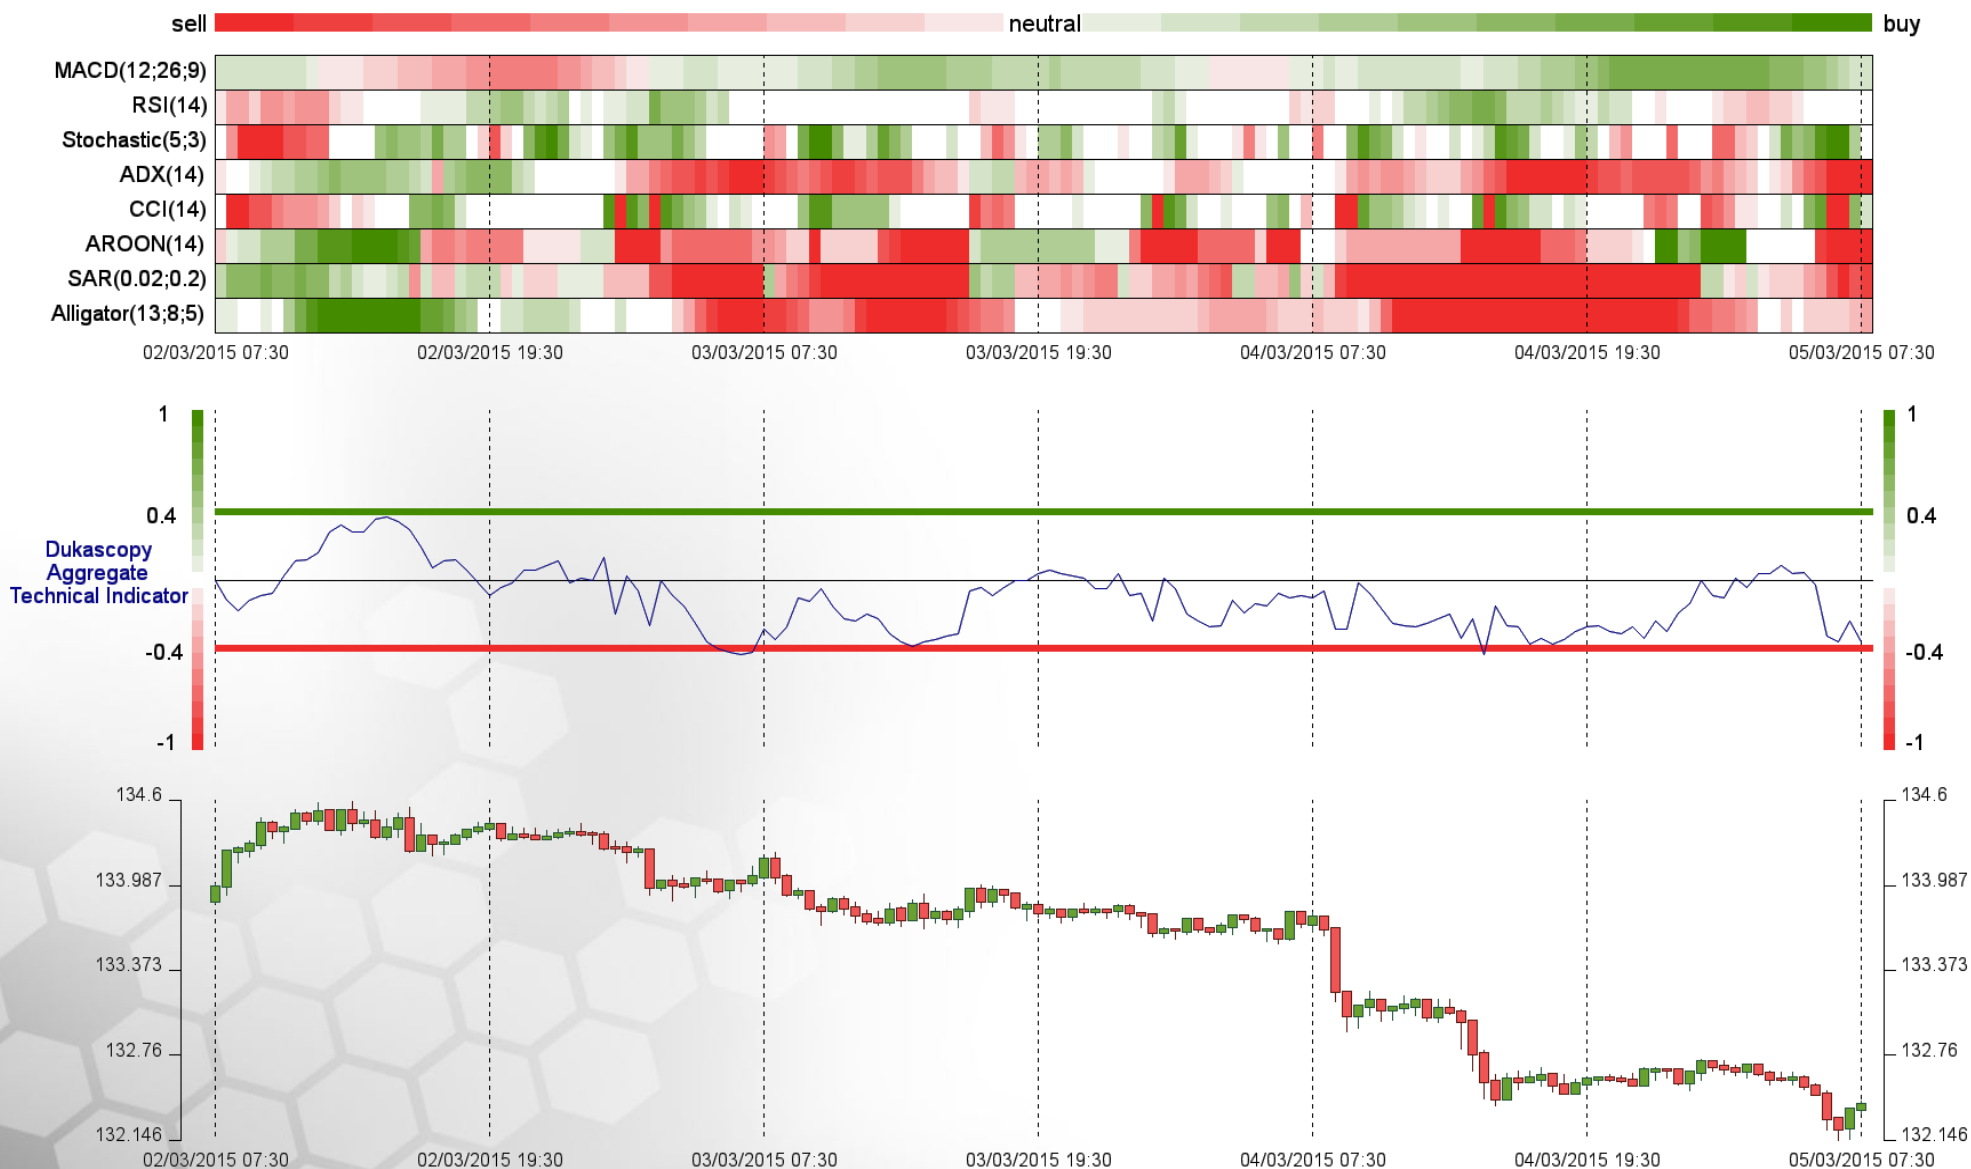 sell neutral buy
MACD(12;26;9)
RSI(14)
Stochastic(5;3)
ADX(14)
CCI(14)
AROON(14)
SAR(0.02;0.2)
Alligator(13;8;5)
02/03/2015 07:30 02/03/2015 19:30 03/03/2015 07:30 03/03/2015 19:30 04/03/2015 07:30 04/03/2015 19:30 05/03/2015 07:30
1 1
0.4 0.4
Dukascopy
Aggregate
Technical Indicator
-0.4 -0.4
-1 -1
134.6 134.6
133.987 133.987
133.373 133.373
132.76 132.76
132.146 132.146
02/03/2015 07:30 02/03/2015 19:30 03/03/2015 07:30 03/03/2015 19:30 04/03/2015 07:30 04/03/2015 19:30 05/03/2015 07:30